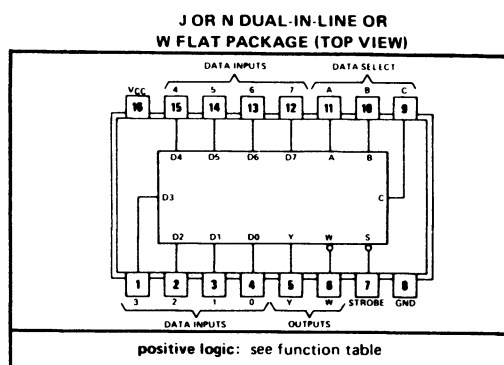 J OR N DUAL-IN-LINE OR
W FLAT PACKAGE (TOP VIEW)
DATA INPUTS DATA SELECT
VCC 4 5 6 7 A B C
16 15 14 13 12 11 10 9
D4 D5 D6 D7 A B
D3 C
D2 D1 D0 Y W S
1 2 3 4 5 6 7 8
3 2 1 0 Y W STROBE GND
DATA INPUTS OUTPUTS
positive logic: see function table